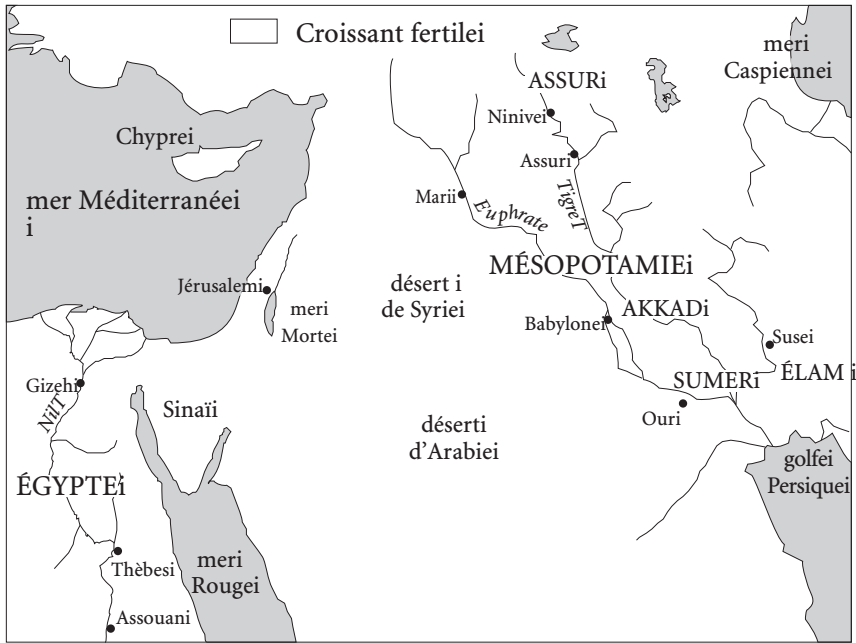 Croissant fertilei
meri
Caspiennei
ASSURi
Ninivei
Chyprei
Assuri
mer Méditerranéei
i
Marii
Euphrate
TigreT
MÉSOPOTAMIEi
Jérusalemi
désert i
de Syriei
meri
Mortei
Babylonei
AKKADi
Susei
ÉLAM i
Gizehi
NilT
Sinaïi
SUMERi
Ouri
déserti
d’Arabiei
golfei
Persiquei
ÉGYPTEi
meri
Rougei
Thèbesi
Assouani